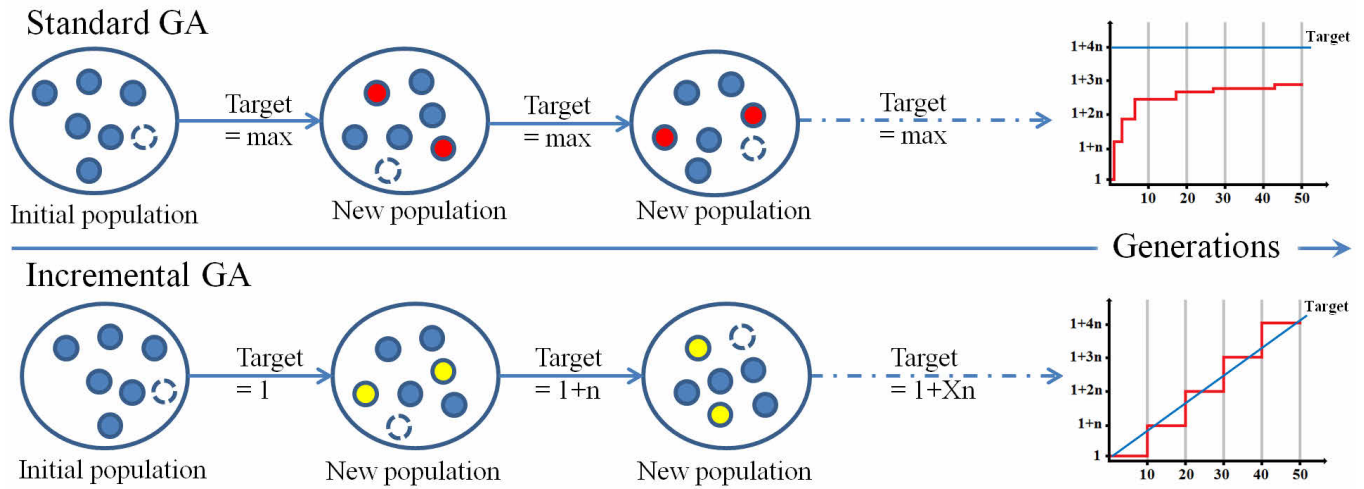 Standard GA
Target
= max
Target
= max
Target
= max
Initial population
New population
New population
Target
1+4n
1+3n
1+2n
1+n
1
10 20 30 40 50
Generations
Incremental GA
Target
= 1
Target
= 1+n
Target
= 1+Xn
Initial population
New population
New population
Target
1+4n
1+3n
1+2n
1+n
1
10 20 30 40 50